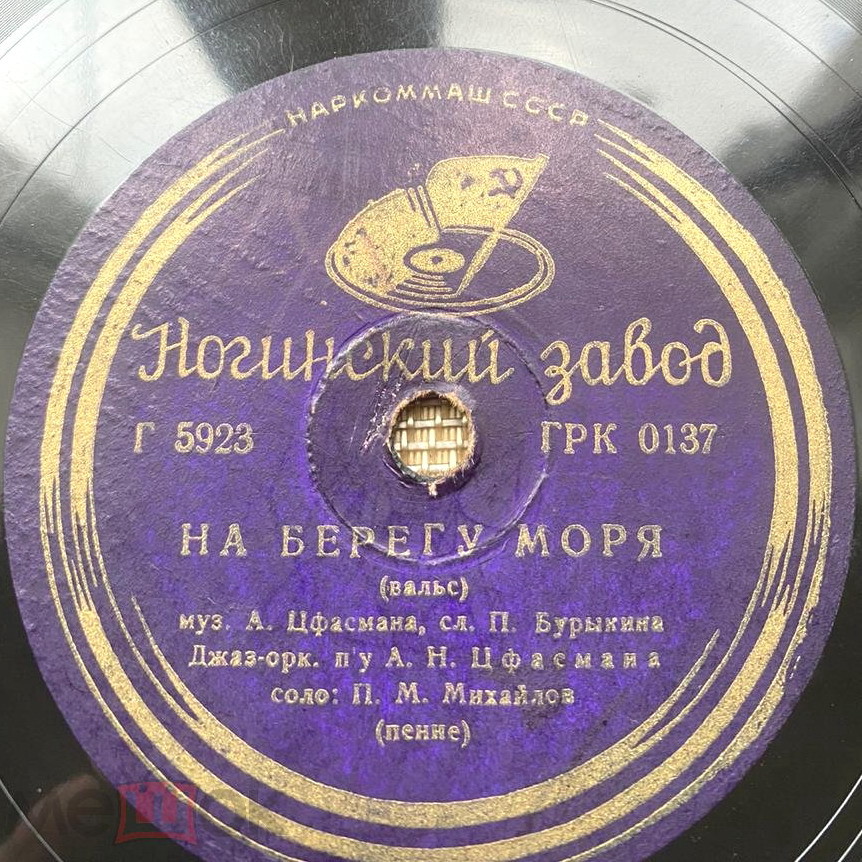 НАРКОММАШ СССР
Ногинский завод
Г 5923 ГРК 0137
НА БЕРЕГУ МОРЯ
(вальс)
муз. А. Цфасмана, сл. П. Бурыкина
Джаз-орк. п/у А. Н. Цфасмана
соло: П. М. Михайлов
(пение)
мешок